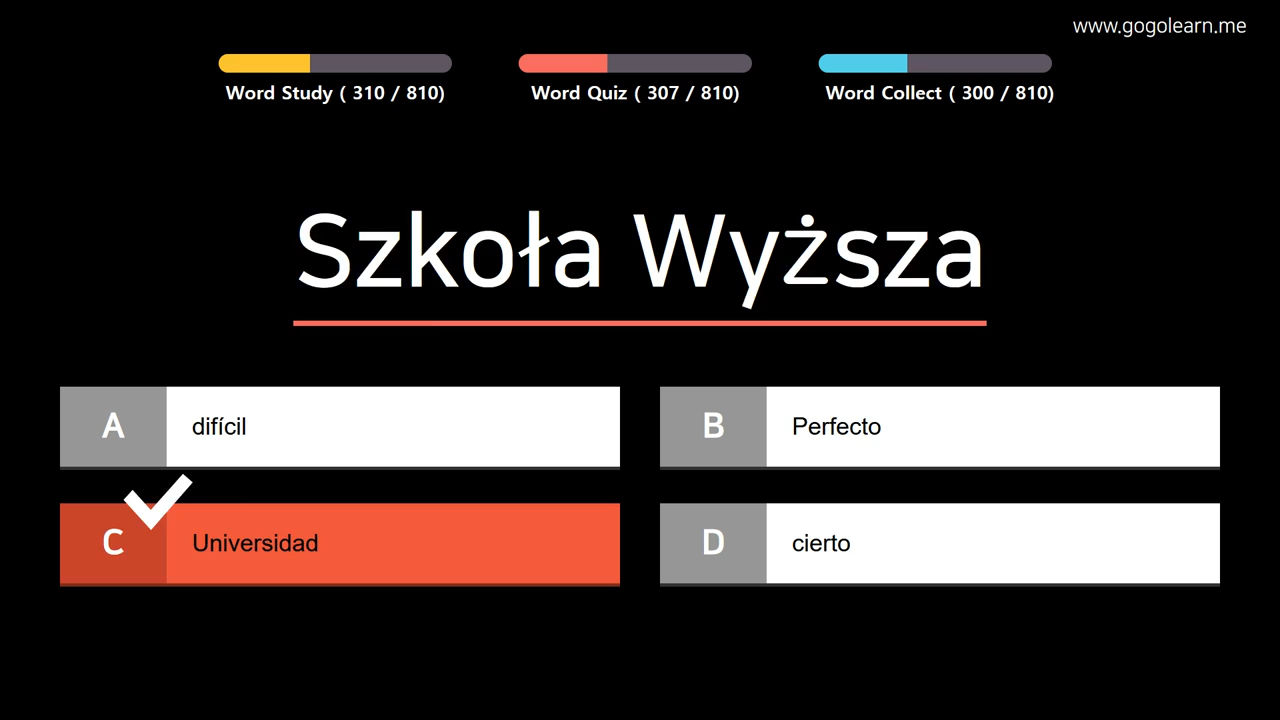 www.gogolearn.me
Word Study ( 310 / 810)
Word Quiz ( 307 / 810)
Word Collect ( 300 / 810)
Szkoła Wyższa
A difícil
B Perfecto
C Universidad
D cierto